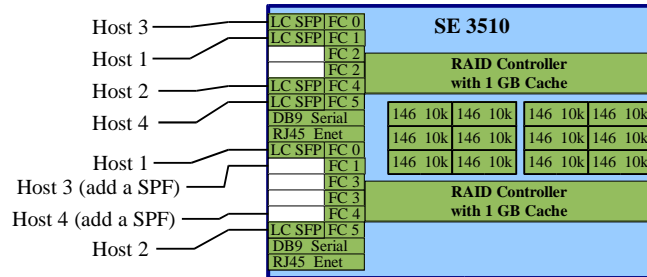 Host 3 LC SFP FC 0 SE 3510
Host 1 LC SFP FC 1
FC 2
FC 2
RAID Controller
with 1 GB Cache
Host 2 LC SFP FC 4
Host 4 LC SFP FC 5
DB9 Serial
RJ45 Enet
146 10k 146 10k 146 10k 146 10k
146 10k 146 10k 146 10k 146 10k
146 10k 146 10k 146 10k 146 10k
Host 1 LC SFP FC 0
Host 3 (add a SPF) FC 1
FC 3
FC 3
RAID Controller
with 1 GB Cache
Host 4 (add a SPF) FC 4
Host 2 LC SFP FC 5
DB9 Serial
RJ45 Enet